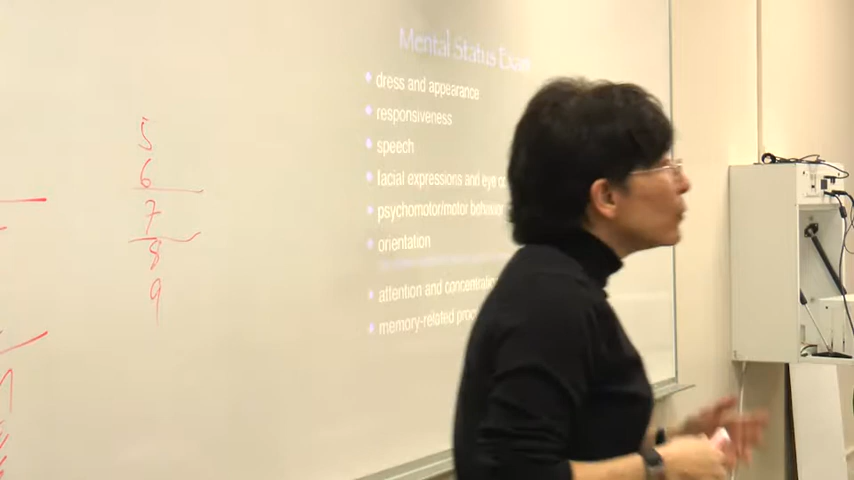 5
6
7
8
9
Mental Status Exam
dress and appearance
responsiveness
speech
facial expressions and eye
psychomotor/motor behavior
orientation
attention and concentration
memory-related